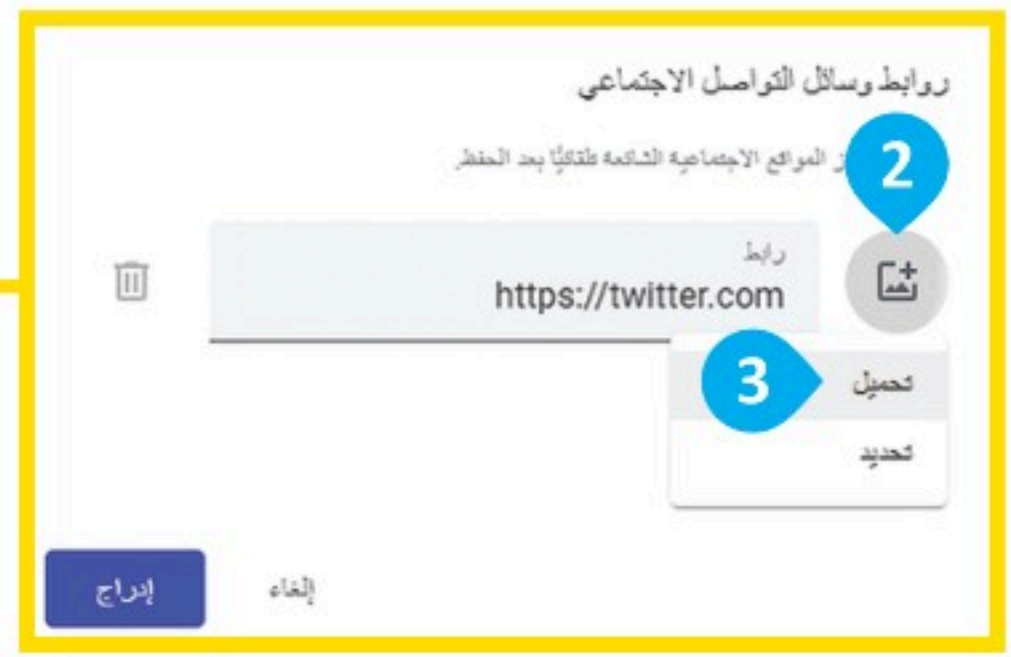 روابط وسائل التواصل الاجتماعي
2
ز المواقع الاجتماعية الشائعة تلقائيًا بعد الحفظ
رابط
https://twitter.com
3
تحميل
تحديد
إلغاء
إدراج